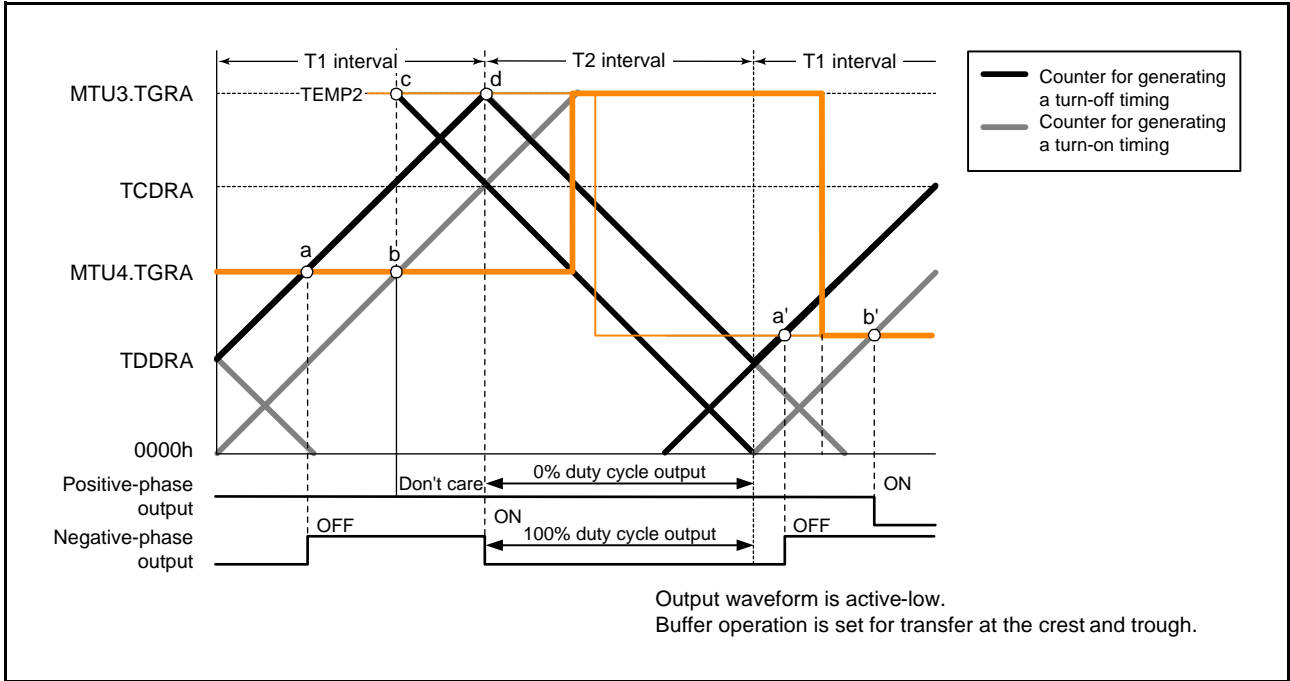 T1 interval
T2 interval
T1 interval
Counter for generating
a turn-off timing
Counter for generating
a turn-on timing
MTU3.TGRA
TEMP2
c
d
TCDRA
MTU4.TGRA
a
b
a'
b'
TDDRA
0000h
Positive-phase
output
Don't care
0% duty cycle output
ON
Negative-phase
output
OFF
ON
100% duty cycle output
OFF
Output waveform is active-low.
Buffer operation is set for transfer at the crest and trough.